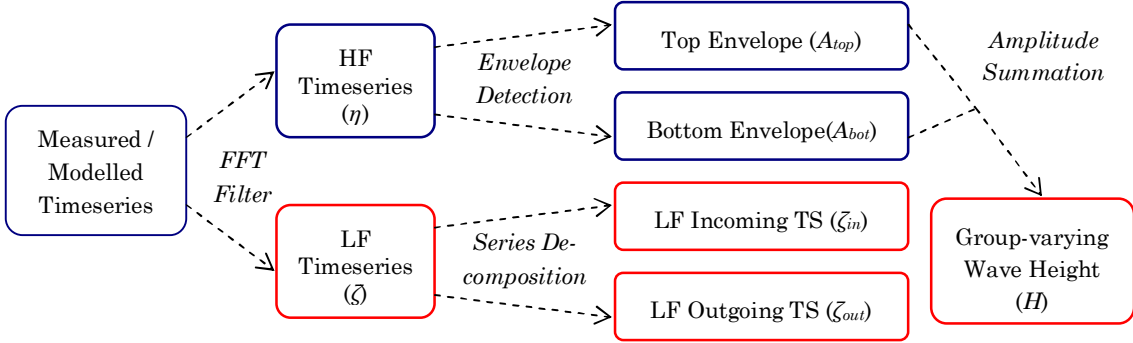 Measured /
Modelled
Timeseries
FFT
Filter
HF
Timeseries
(η)
LF
Timeseries
(ζ)
Envelope
Detection
Series De-
composition
Top Envelope (Atop)
Bottom Envelope(Abot)
LF Incoming TS (ζin)
LF Outgoing TS (ζout)
Amplitude
Summation
Group-varying
Wave Height
(H)